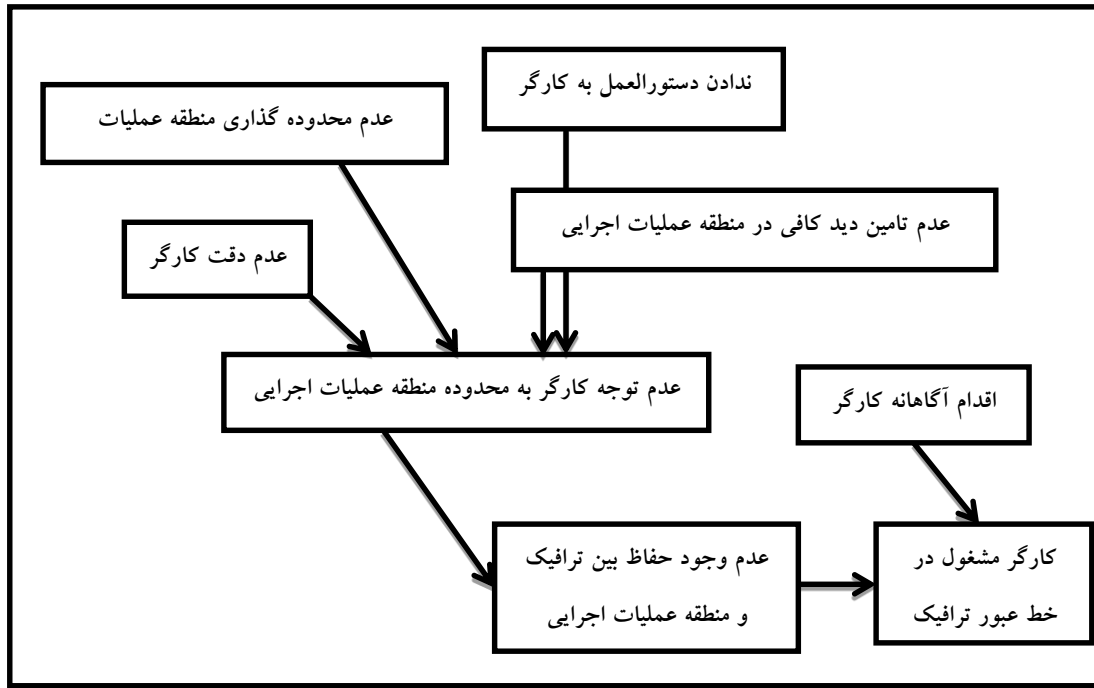 ندادن دستورالعمل به کارگر
عدم محدوده گذاری منطقه عملیات
عدم تامین دید کافی در منطقه عملیات اجرایی
عدم دقت کارگر
عدم توجه کارگر به محدوده منطقه عملیات اجرایی
اقدام آگاهانه کارگر
عدم وجود حفاظ بین ترافیک
و منطقه عملیات اجرایی
کارگر مشغول در
خط عبور ترافیک